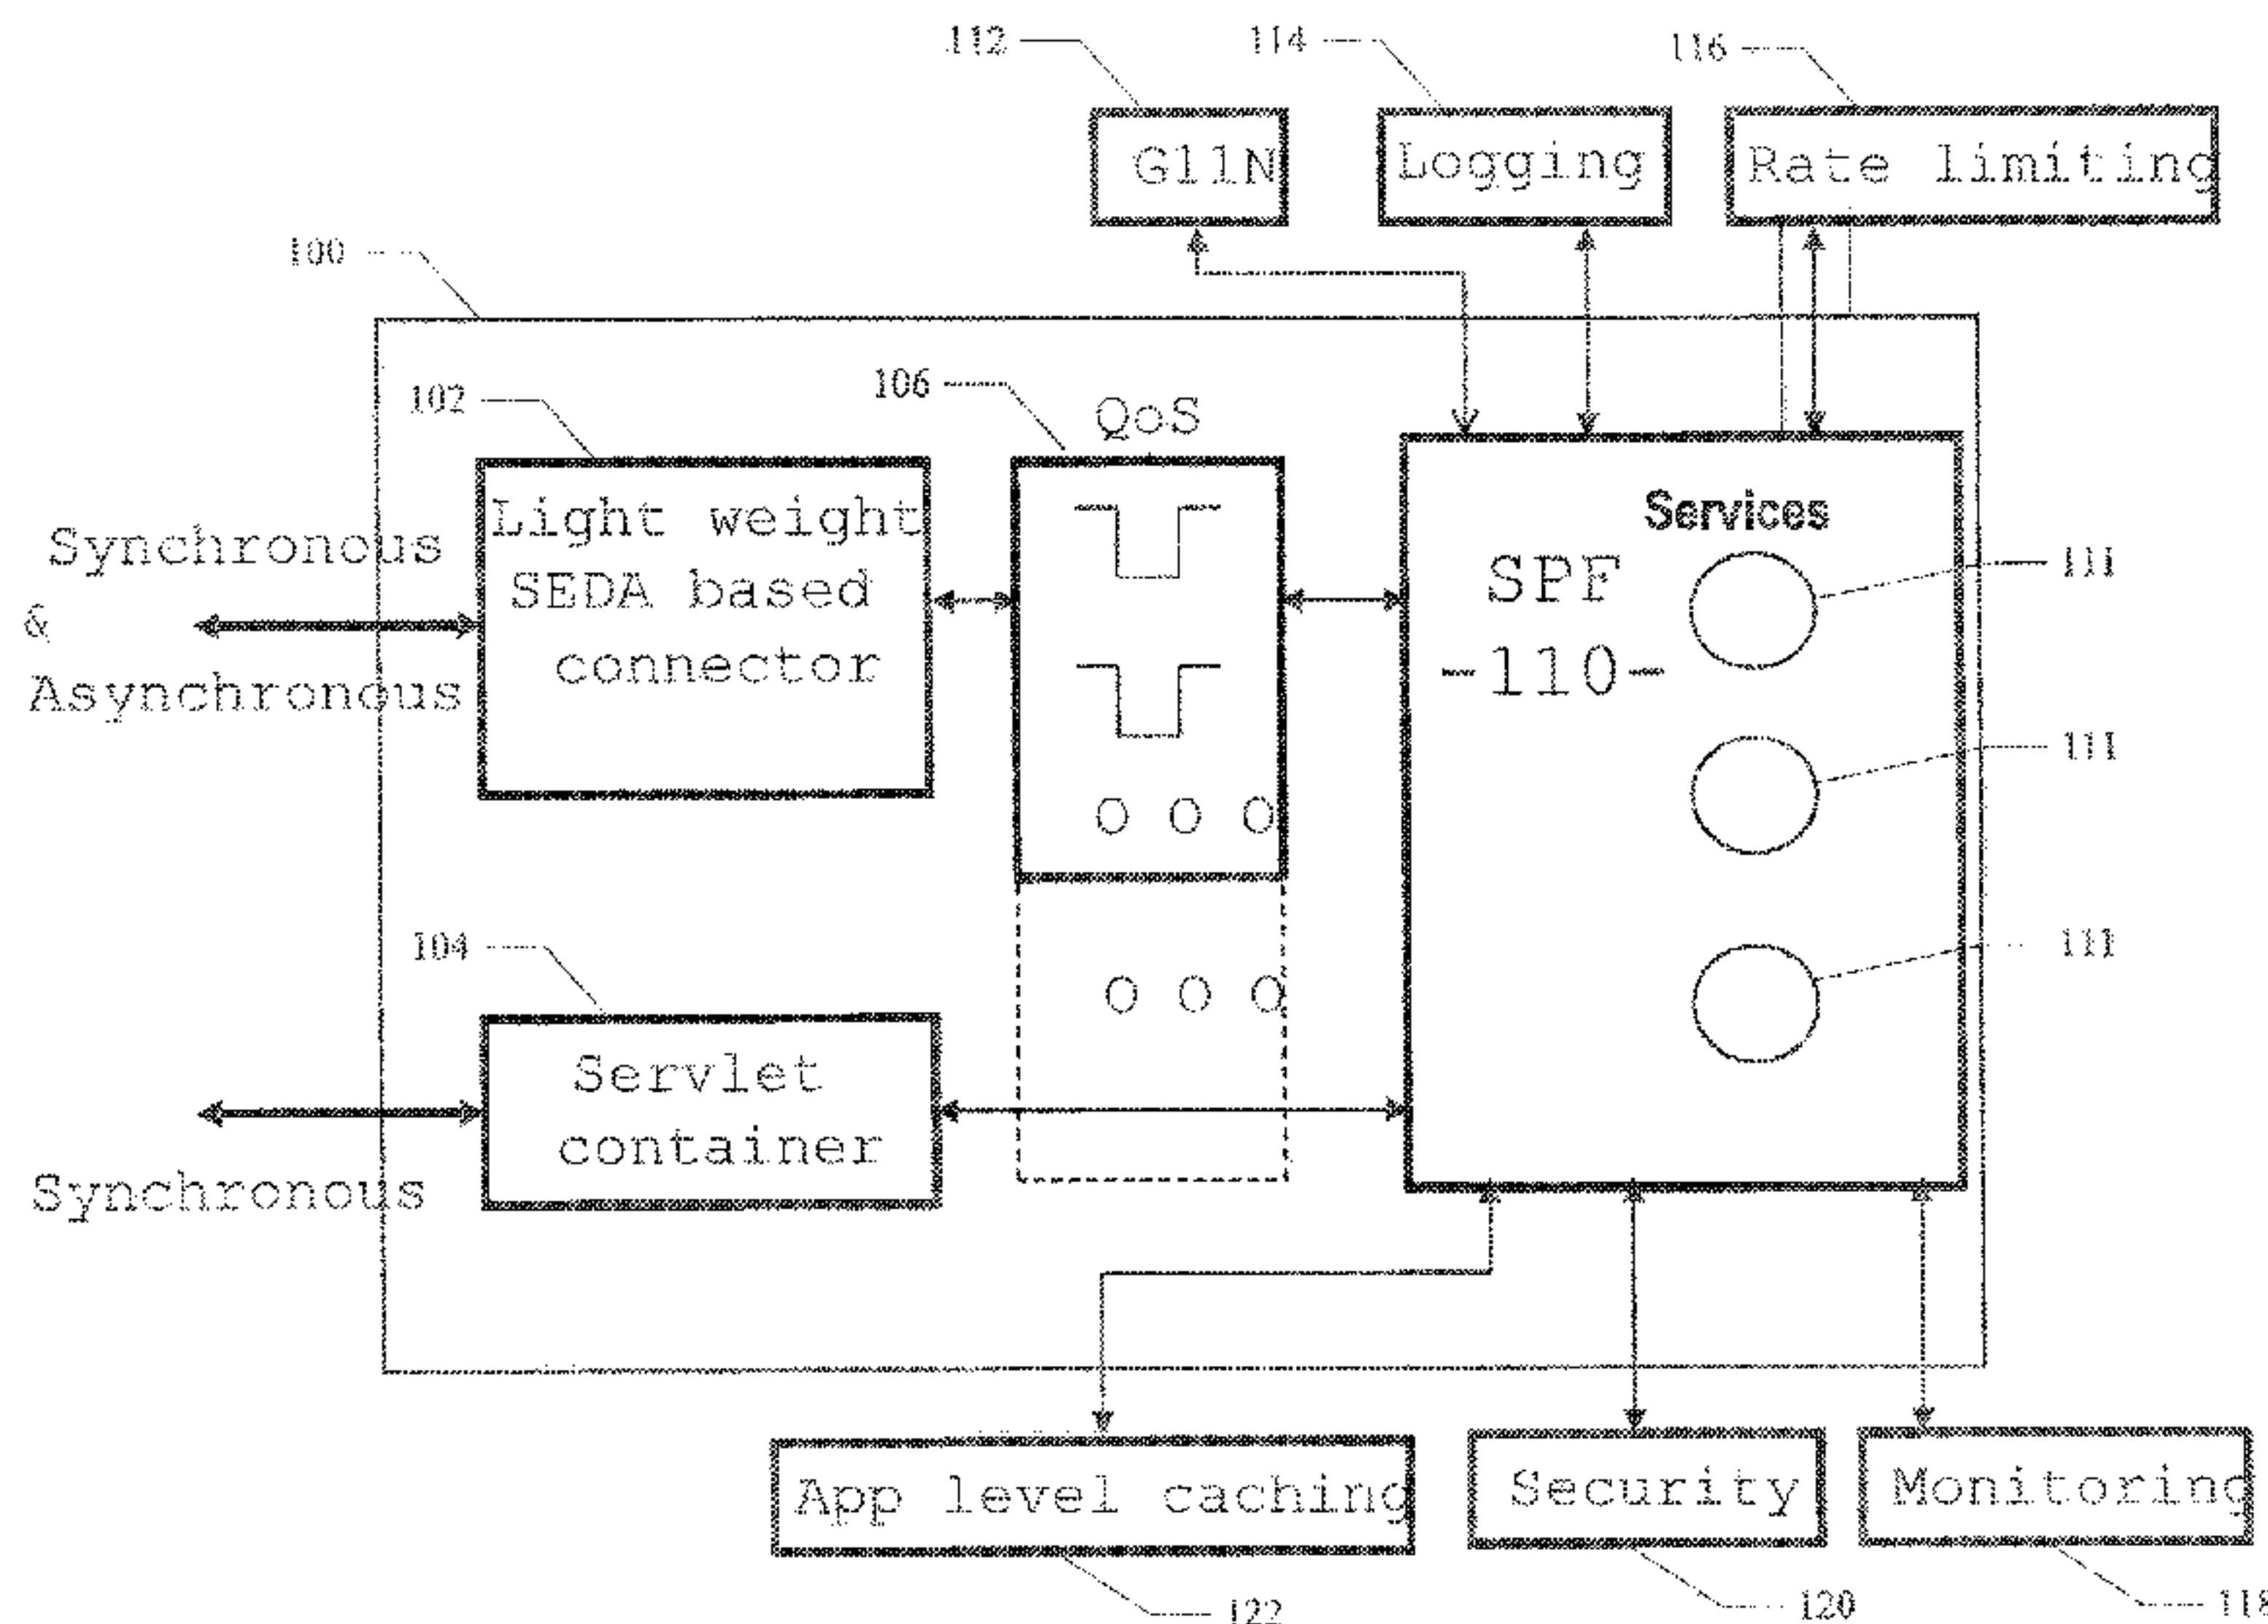 112
114
116
G11N
Logging
Rate limiting
100
102
106
QoS
Light weight
SEDA based
connector
Services
SPF
-110-
111
111
111
Synchronous
&
Asynchronous
104
Servlet
container
Synchronous
App level caching
Security
Monitoring
122
120
118